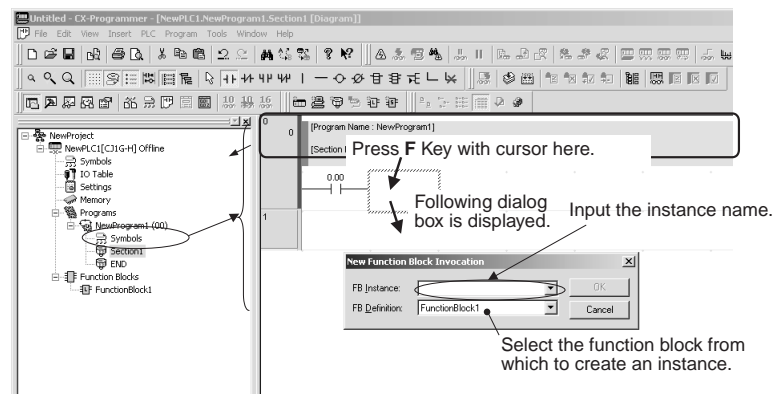 Untitled - CX-Programmer - [NewPLC1.NewProgram1.Section1 [Diagram]]
File Edit View Insert PLC Program Tools Window Help
10 10 16
NewProject
NewPLC1[CJ1G-H] Offline
Symbols
IO Table
Settings
Memory
Programs
NewProgram1 (00)
Symbols
Section1
END
Function Blocks
FunctionBlock1
0
0
[Program Name : NewProgram1]
[Section
Press F Key with cursor here.
0.00
Following dialog
box is displayed.
Input the instance name.
1
New Function Block Invocation
FB Instance:
OK
FB Definition:
FunctionBlock1
Cancel
Select the function block from
which to create an instance.